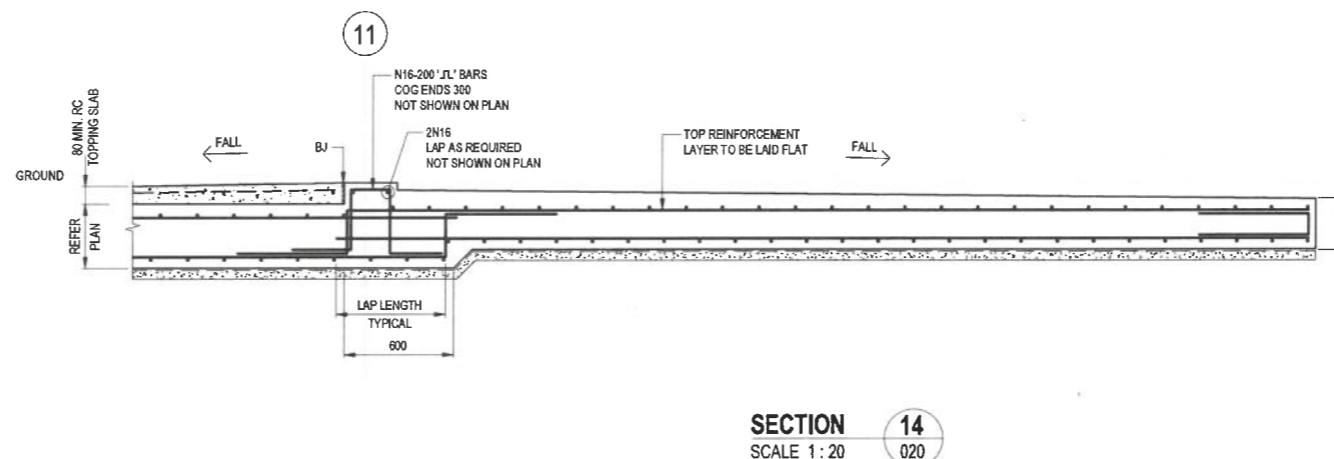 11
N16-200 '⅃ꓶL' BARS
COG ENDS 300
NOT SHOWN ON PLAN
80 MIN. RC
TOPPING SLAB
FALL
BJ
2N16
LAP AS REQUIRED
NOT SHOWN ON PLAN
TOP REINFORCEMENT
LAYER TO BE LAID FLAT
FALL
GROUND
REFER
PLAN
LAP LENGTH
TYPICAL
600
SECTION 14
SCALE 1 : 20 020